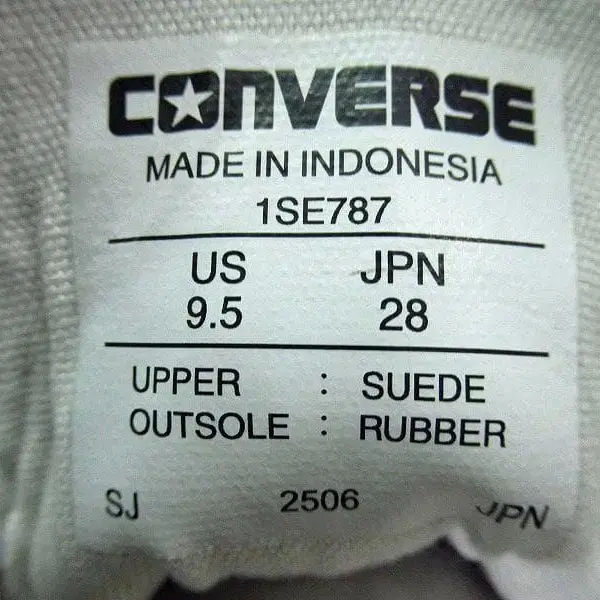 CONVERSE
MADE IN INDONESIA
1SE787
US JPN
9.5 28
UPPER : SUEDE
OUTSOLE : RUBBER
SJ 2506 JPN